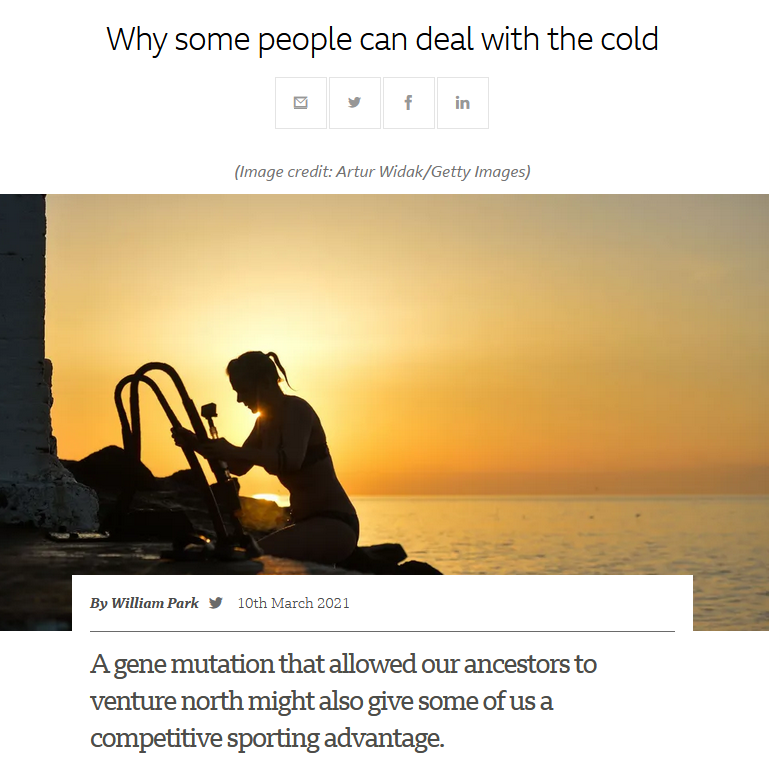 Why some people can deal with the cold
(Image credit: Artur Widak/Getty Images)
By William Park 10th March 2021
A gene mutation that allowed our ancestors to
venture north might also give some of us a
competitive sporting advantage.